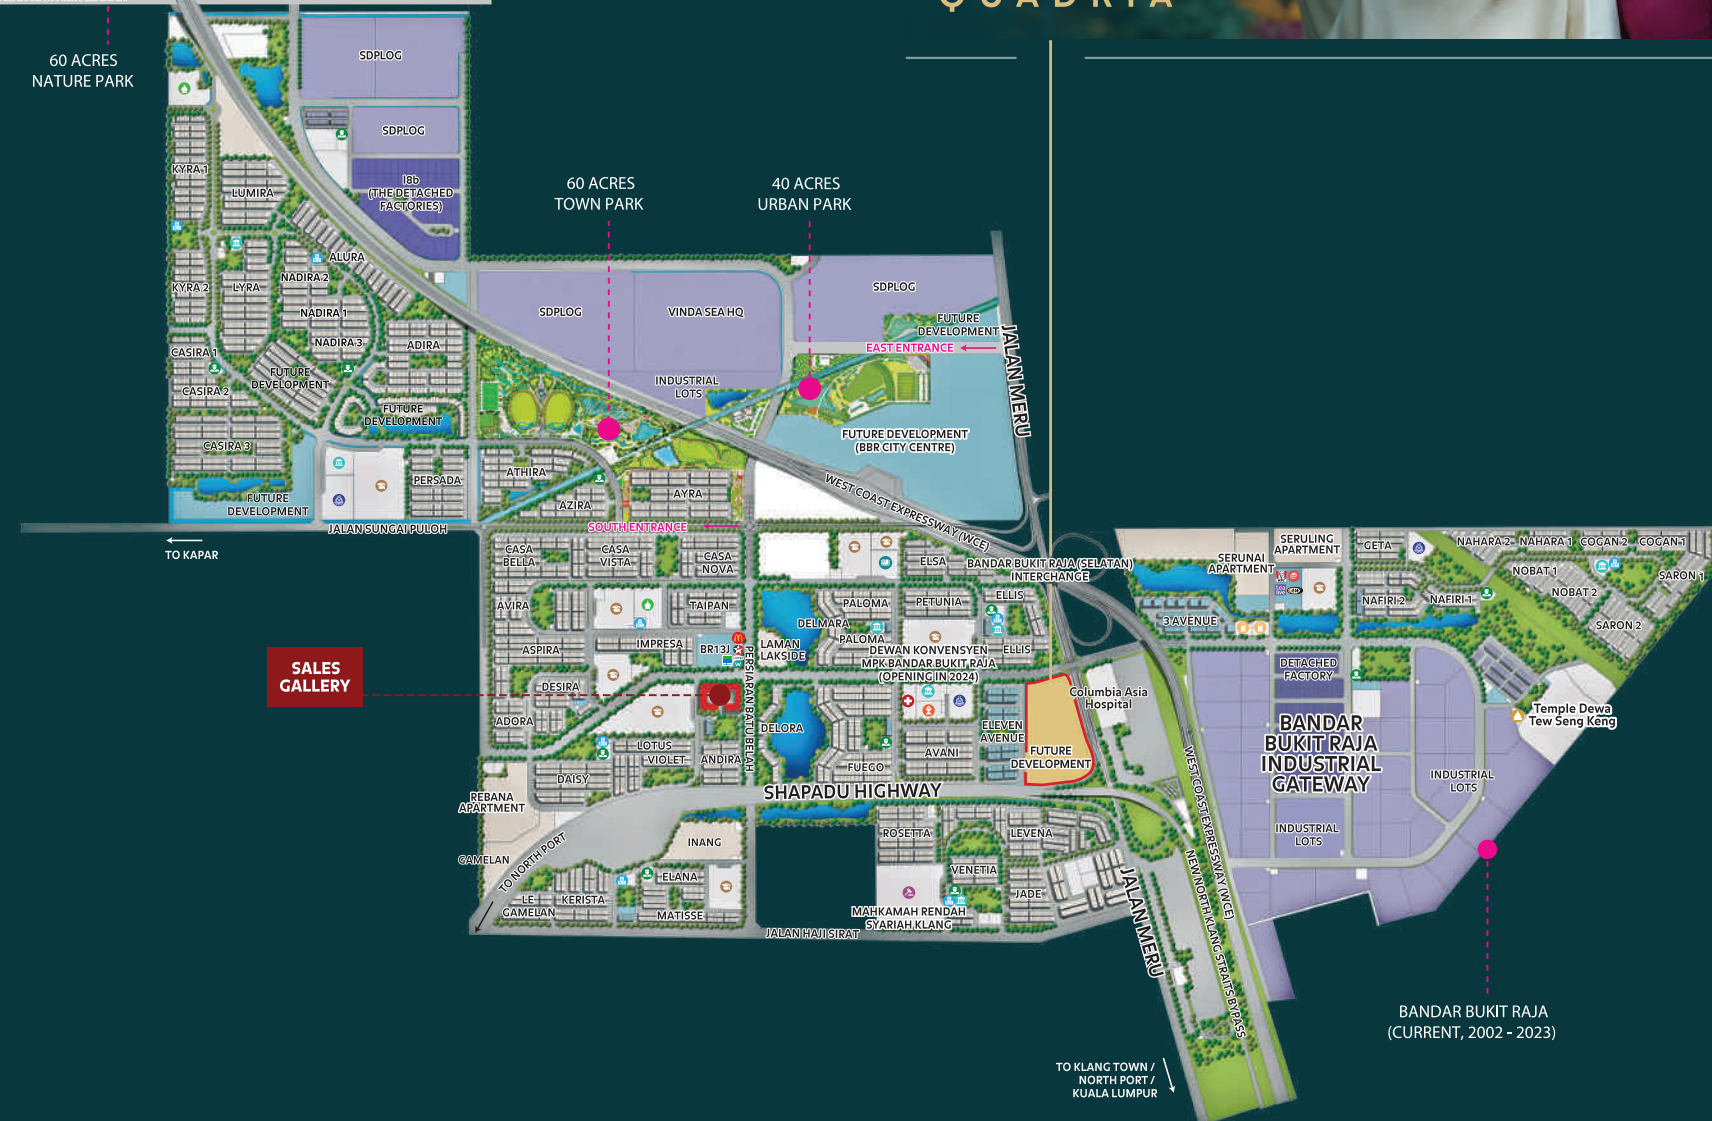 QUADRIA
60 ACRES
NATURE PARK
SDPLOG
SDPLOG
I8b
(THE DETACHED
FACTORIES)
KYRA 1
LUMIRA
60 ACRES
TOWN PARK
40 ACRES
URBAN PARK
ALURA
NADIRA 2
KYRA 2
LYRA
NADIRA 1
NADIRA 3
ADIRA
CASIRA 1
CASIRA 2
FUTURE
DEVELOPMENT
FUTURE
DEVELOPMENT
CASIRA 3
PERSADA
FUTURE
DEVELOPMENT
JALAN SUNGAI PULOH
TO KAPAR
SDPLOG
VINDA SEA HQ
SDPLOG
FUTURE
DEVELOPMENT
EAST ENTRANCE
JALAN MERU
INDUSTRIAL
LOTS
FUTURE DEVELOPMENT
(BBR CITY CENTRE)
ATHIRA
AZIRA
AYRA
SOUTH ENTRANCE
WEST COAST EXPRESSWAY (WCE)
CASA
BELLA
CASA
VISTA
CASA
NOVA
ELSA
BANDAR BUKIT RAJA (SELATAN)
INTERCHANGE
AVIRA
TAIPAN
PALOMA
PETUNIA
ELLIS
DELMARA
ASPIRA
IMPRESA
BR13J
LAMAN
LAKSIDE
PALOMA
DEWAN KONVENSYEN
MPK BANDAR BUKIT RAJA
(OPENING IN 2024)
ELLIS
SALES
GALLERY
DESIRA
PERSIARAN BATU BELAH
ADORA
DELORA
ELEVEN
AVENUE
Columbia Asia
Hospital
LOTUS
VIOLET
ANDIRA
AVANI
FUTURE
DEVELOPMENT
DAISY
FUEGO
REBANA
APARTMENT
SHAPADU HIGHWAY
GAMELAN
TO NORTH PORT
INANG
ROSETTA
LEVENA
ELANA
VENETIA
LE
GAMELAN
KERISTA
MATISSE
JADE
MAHKAMAH RENDAH
SYARIAH KLANG
JALAN HAJI SIRAT
JALAN MERU
SERULING
APARTMENT
SERUNAI
APARTMENT
GETA
NAHARA 2
NAHARA 1
COGAN 2
COGAN 1
NOBAT 1
SARON 1
NOBAT 2
NAFIRI 2
NAFIRI 1
SARON 2
3 AVENUE
DETACHED
FACTORY
Temple Dewa
Tew Seng Keng
BANDAR
BUKIT RAJA
INDUSTRIAL
GATEWAY
INDUSTRIAL
LOTS
INDUSTRIAL
LOTS
WEST COAST EXPRESSWAY (WCE)
NEW NORTH KLANG STRAITS BYPASS
BANDAR BUKIT RAJA
(CURRENT, 2002 - 2023)
TO KLANG TOWN /
NORTH PORT /
KUALA LUMPUR